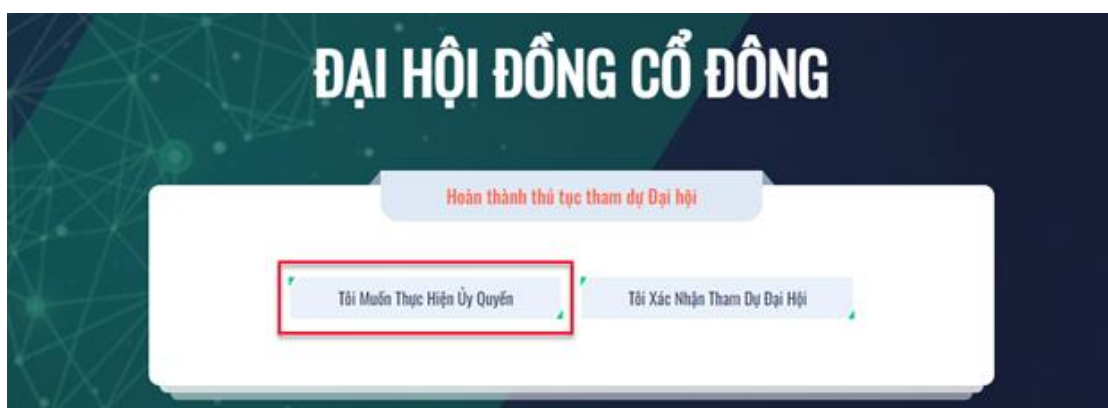 ĐẠI HỘI ĐỒNG CỔ ĐÔNG
Hoàn thành thủ tục tham dự Đại hội
Tôi Muốn Thực Hiện Ủy Quyền
Tôi Xác Nhận Tham Dự Đại Hội